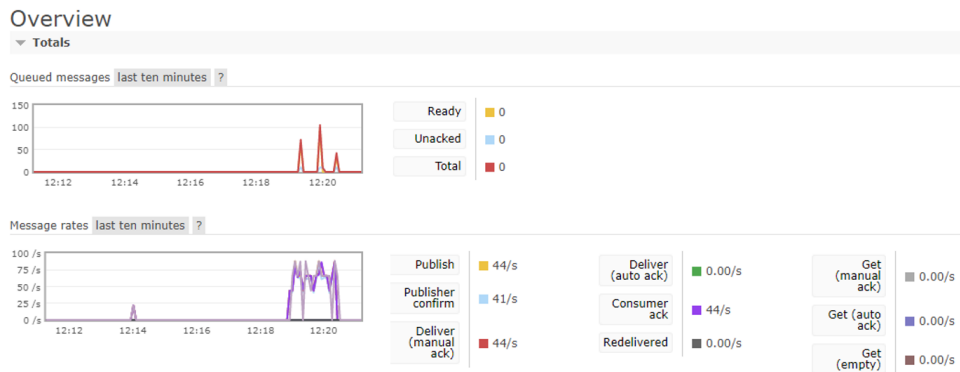 Overview
Totals
Queued messages last ten minutes ?
150
100
50
0
12:12 12:14 12:16 12:18 12:20
Ready 0
Unacked 0
Total 0
Message rates last ten minutes ?
100 /s
75 /s
50 /s
25 /s
0 /s
12:12 12:14 12:16 12:18 12:20
Publish 44/s
Publisher
confirm 41/s
Deliver
(manual
ack) 44/s
Deliver
(auto ack) 0.00/s
Consumer
ack 44/s
Redelivered 0.00/s
Get
(manual
ack) 0.00/s
Get (auto
ack) 0.00/s
Get
(empty) 0.00/s